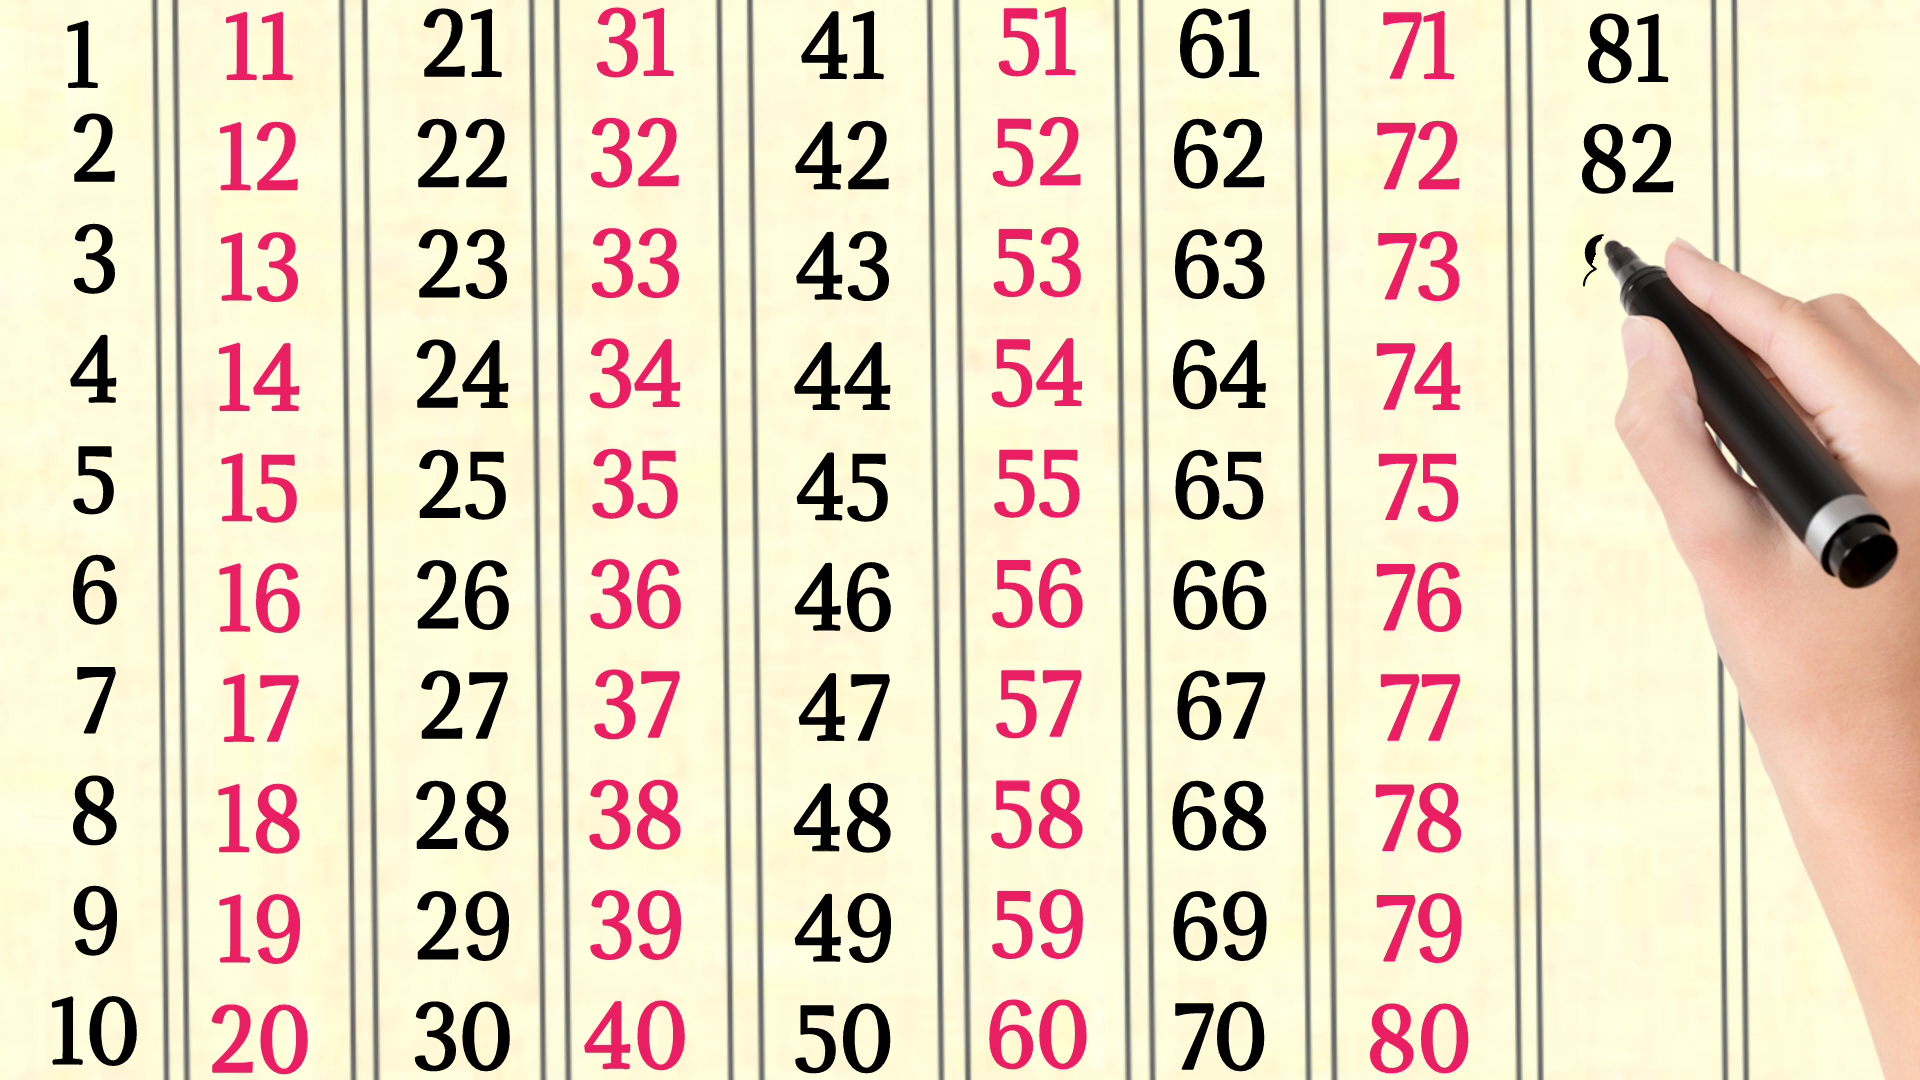 1 11 21 31 41 51 61 71 81
2 12 22 32 42 52 62 72 82
3 13 23 33 43 53 63 73
4 14 24 34 44 54 64 74
5 15 25 35 45 55 65 75
6 16 26 36 46 56 66 76
7 17 27 37 47 57 67 77
8 18 28 38 48 58 68 78
9 19 29 39 49 59 69 79
10 20 30 40 50 60 70 80